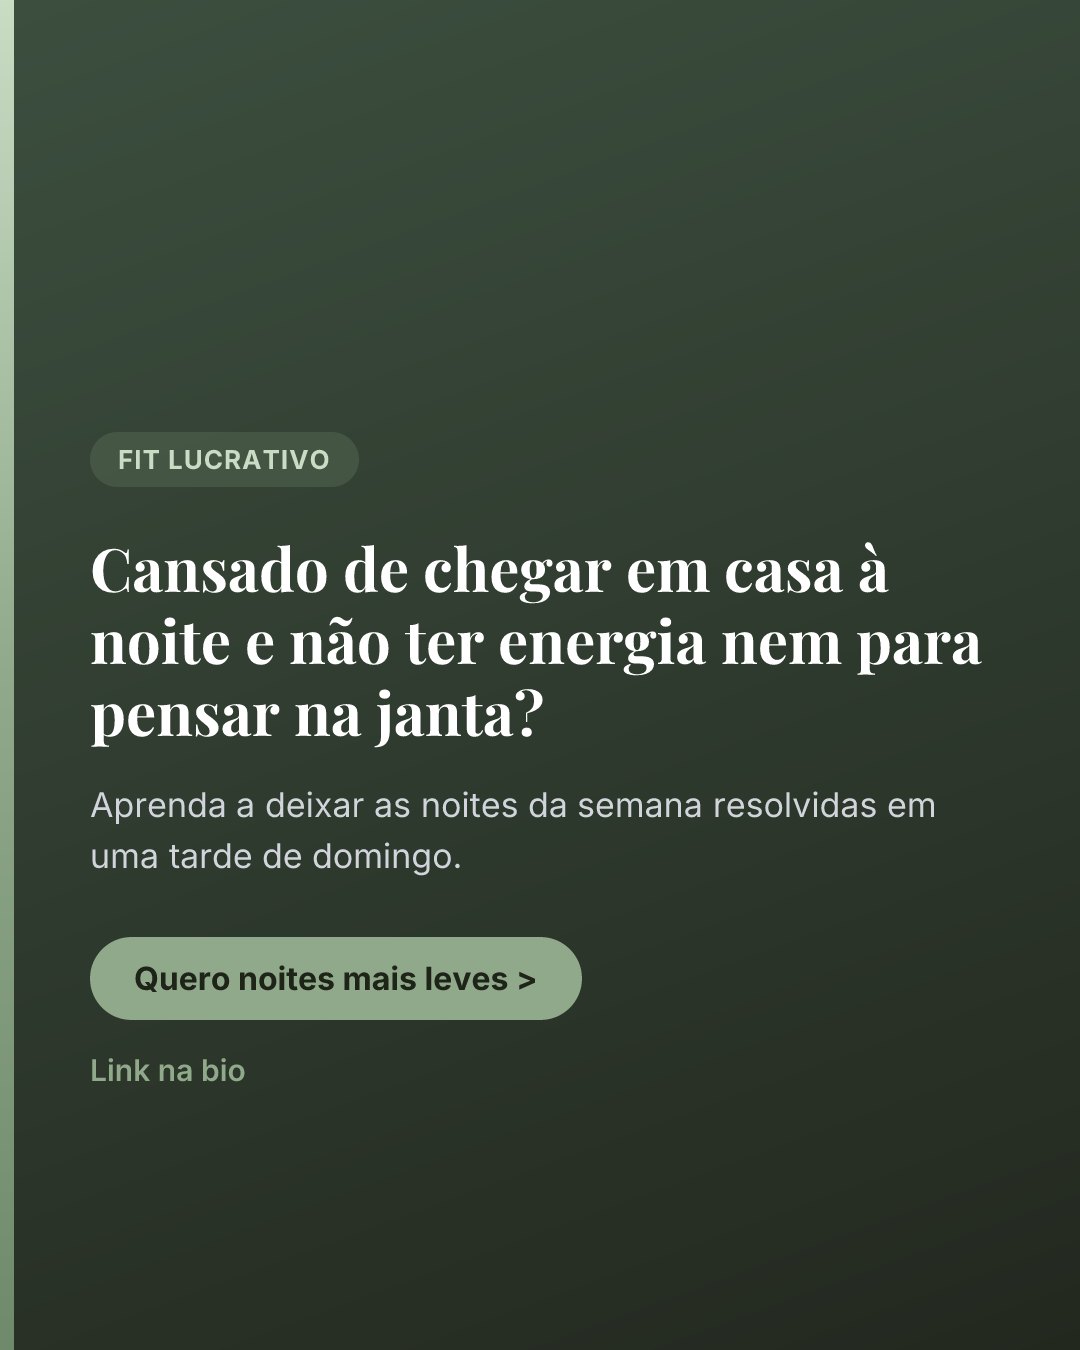 FIT LUCRATIVO
Cansado de chegar em casa à
noite e não ter energia nem para
pensar na janta?
Aprenda a deixar as noites da semana resolvidas em
uma tarde de domingo.
Quero noites mais leves >
Link na bio